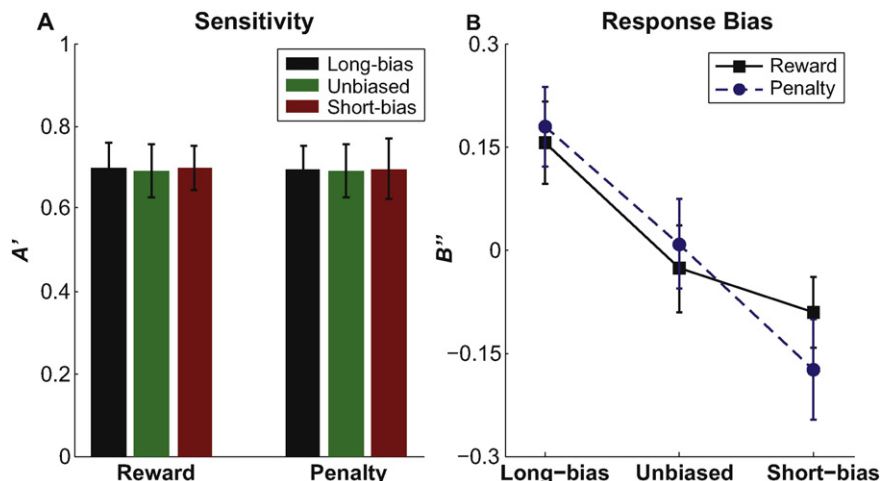 A
Sensitivity
1
0.8
0.6
0.4
0.2
0
A'
Long-bias
Unbiased
Short-bias
Reward
Penalty
B
Response Bias
0.3
0.15
0
−0.15
−0.3
B''
Reward
Penalty
Long−bias
Unbiased
Short−bias